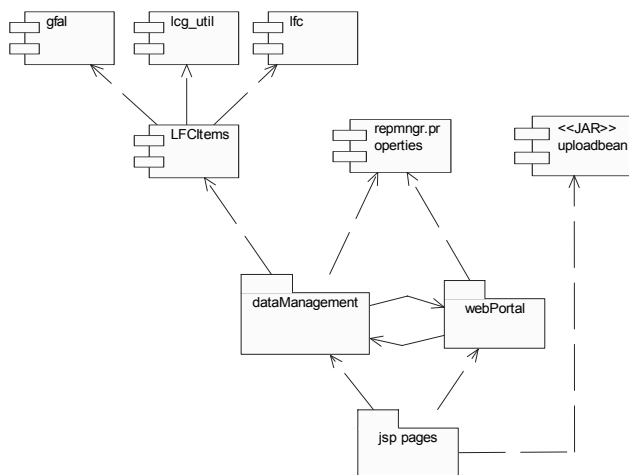 gfal
lcg_util
lfc
LFCItems
repmngr.pr
operties
<<JAR>>
uploadbean
dataManagement
webPortal
jsp pages